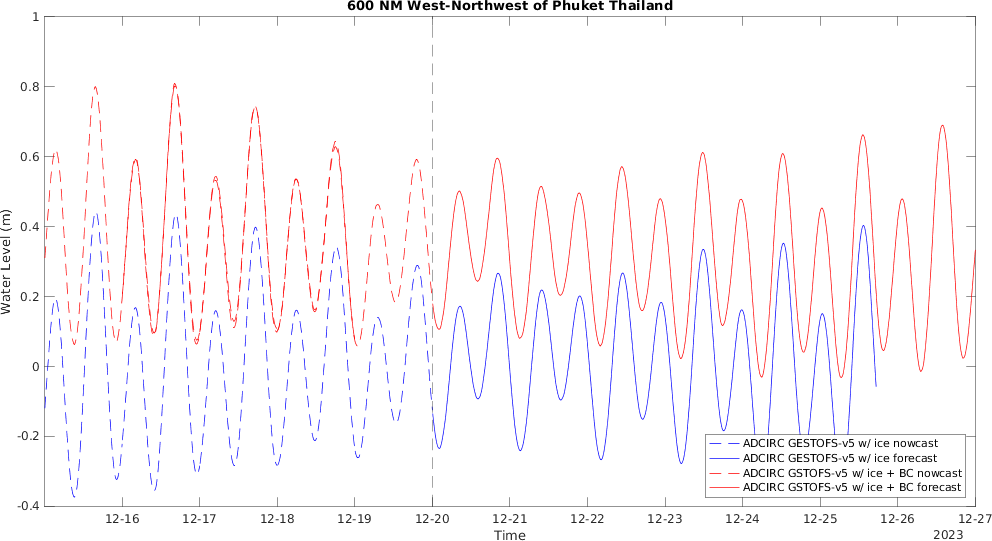 600 NM West-Northwest of Phuket Thailand
1
0.8
0.6
0.4
0.2
0
-0.2
-0.4
Water Level (m)
ADCIRC GESTOFS-v5 w/ ice nowcast
ADCIRC GESTOFS-v5 w/ ice forecast
ADCIRC GSTOFS-v5 w/ ice + BC nowcast
ADCIRC GSTOFS-v5 w/ ice + BC forecast
12-16 12-17 12-18 12-19 12-20 12-21 12-22 12-23 12-24 12-25 12-26 12-27
Time
2023